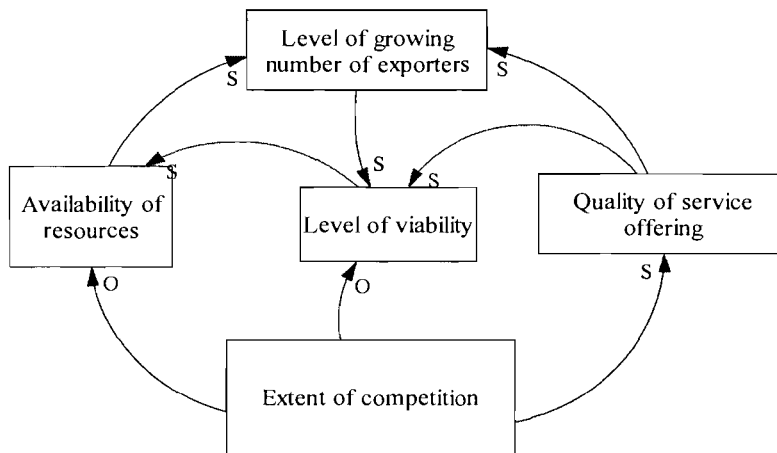 Level of growing
number of exporters
S
S
S
S
S
Availability of
resources
Level of viability
Quality of service
offering
O
O
S
Extent of competition